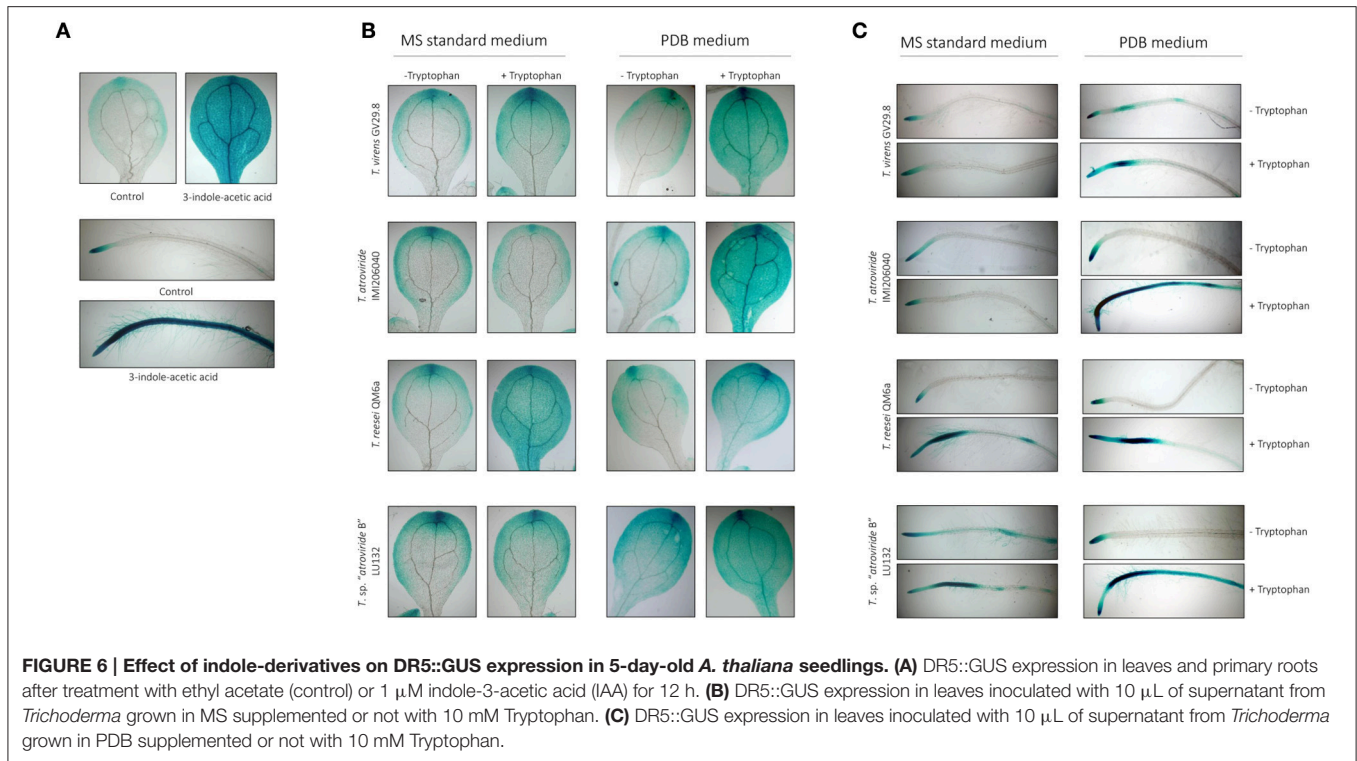 A
Control
3-indole-acetic acid
Control
3-indole-acetic acid
B
MS standard medium
PDB medium
-Tryptophan
+ Tryptophan
- Tryptophan
+ Tryptophan
T. virens GV29.8
T. atroviride
IMI206040
T. reesei QM6a
T. sp. "atroviride B"
LU132
C
MS standard medium
PDB medium
T. virens GV29.8
- Tryptophan
+ Tryptophan
T. atroviride
IMI206040
- Tryptophan
+ Tryptophan
T. reesei QM6a
- Tryptophan
+ Tryptophan
T. sp. "atroviride B"
LU132
- Tryptophan
+ Tryptophan
FIGURE 6 | Effect of indole-derivatives on DR5::GUS expression in 5-day-old A. thaliana seedlings. (A) DR5::GUS expression in leaves and primary roots
after treatment with ethyl acetate (control) or 1 μM indole-3-acetic acid (IAA) for 12 h. (B) DR5::GUS expression in leaves inoculated with 10 μL of supernatant from
Trichoderma grown in MS supplemented or not with 10 mM Tryptophan. (C) DR5::GUS expression in leaves inoculated with 10 μL of supernatant from Trichoderma
grown in PDB supplemented or not with 10 mM Tryptophan.